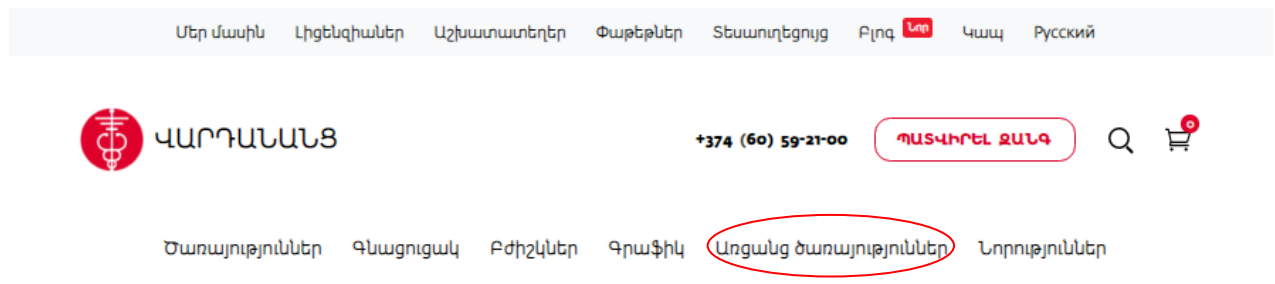 Մեր մասին Լիցենզիաներ Աշխատատեղեր Փաթեթներ Տեսաուղեցույց Բլոգ Նոր Կապ Русский
ՎԱՐԴԱՆԱՆՑ +374 (60) 59-21-00 ՊԱՏՎԻՐԵԼ ԶԱՆԳ 0
Ծառայություններ Գնացուցակ Բժիշկներ Գրաֆիկ Առցանց ծառայություններ Նորություններ